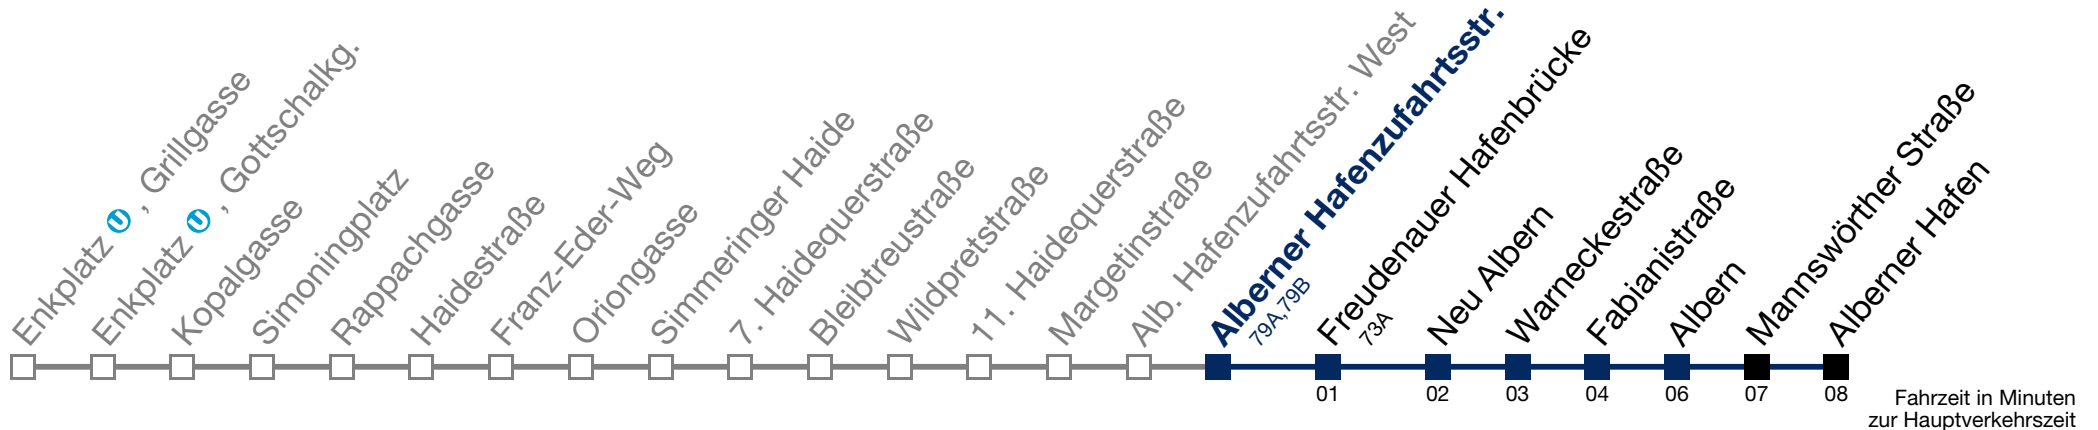 Enkplatz U, Grillgasse
Enkplatz U, Gottschalkg.
Kopalgasse
Simoningplatz
Rappachgasse
Haidestraße
Franz-Eder-Weg
Oriongasse
Simmeringer Haide
7. Haidequerstraße
Bleibtreustraße
Wildpretstraße
11. Haidequerstraße
Margetinstraße
Alb. Hafenzufahrtsstr. West
Alberner Hafenzufahrtsstr.
79A,79B
Freudenauer Hafenbrücke
73A
Neu Albern
Warneckestraße
Fabianistraße
Albern
Mannswörther Straße
Alberner Hafen
01 02 03 04 06 07 08
Fahrzeit in Minuten
zur Hauptverkehrszeit